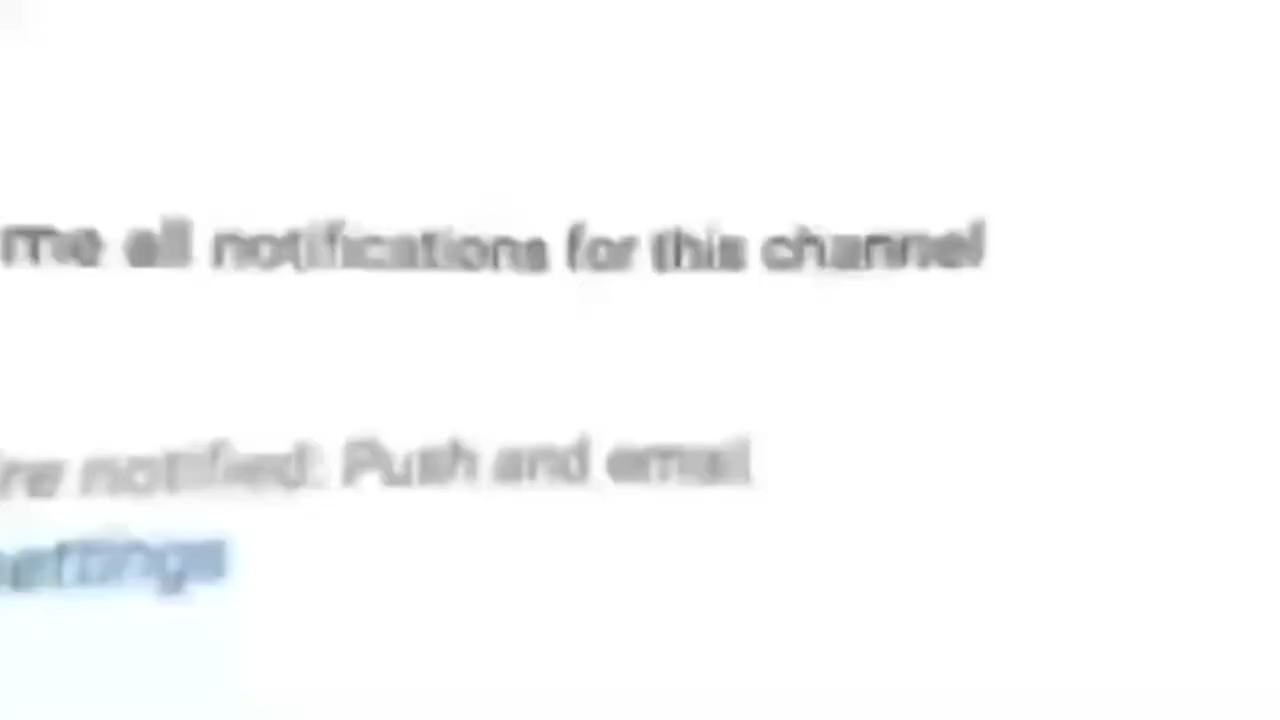 me all notifications for this channel
're notified: Push and email
settings